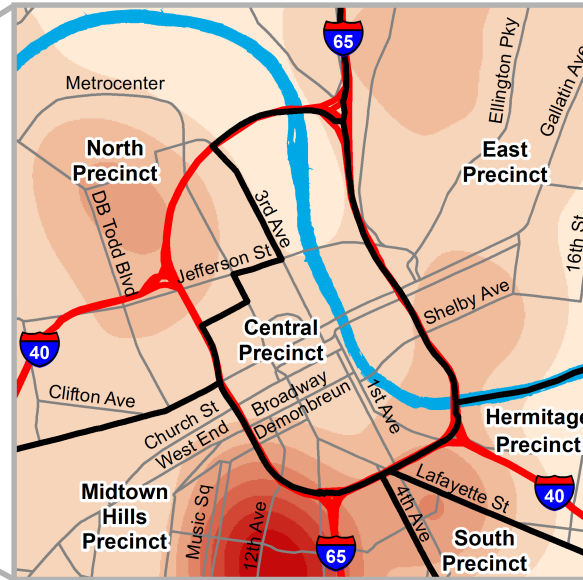 65
Metrocenter
Ellington Pky
Gallatin Ave
North
Precinct
East
Precinct
DB Todd Blvd
3rd Ave
16th St
Jefferson St
Shelby Ave
Central
Precinct
40
Clifton Ave
Broadway
Demonbreun
1st Ave
Church St
West End
Hermitage
Precinct
Midtown
Hills
Precinct
Music Sq
12th Ave
4th Ave
Lafayette St
40
65
South
Precinct